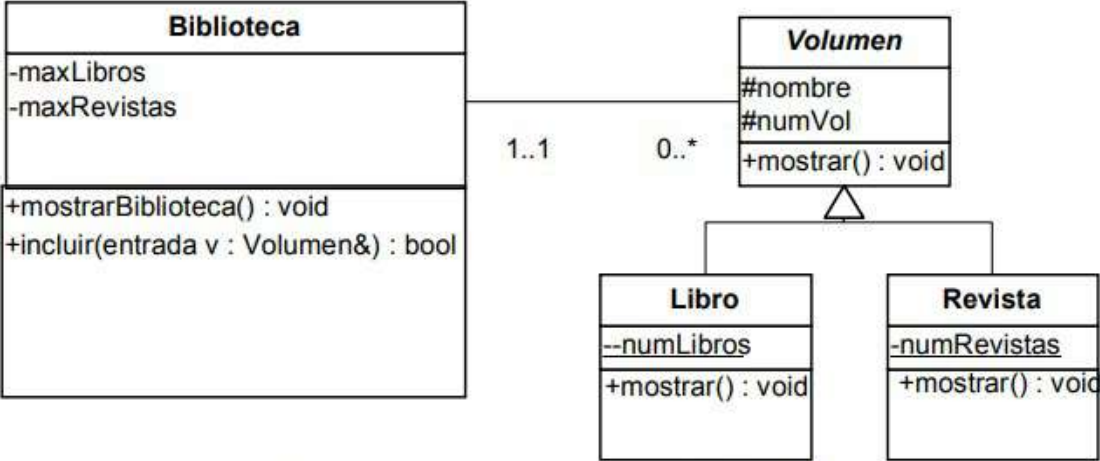 Biblioteca
-maxLibros
-maxRevistas
+mostrarBiblioteca() : void
+incluir(entrada v : Volumen&) : bool
1..1
0..*
Volumen
#nombre
#numVol
+mostrar() : void
Libro
--numLibros
+mostrar() : void
Revista
-numRevistas
+mostrar() : void